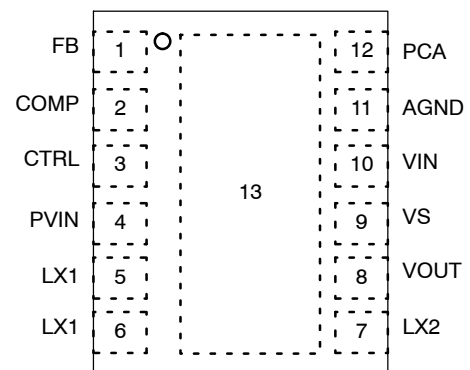 FB 1 12 PCA
COMP 2 11 AGND
CTRL 3 10 VIN
13
PVIN 4 9 VS
LX1 5 8 VOUT
LX1 6 7 LX2